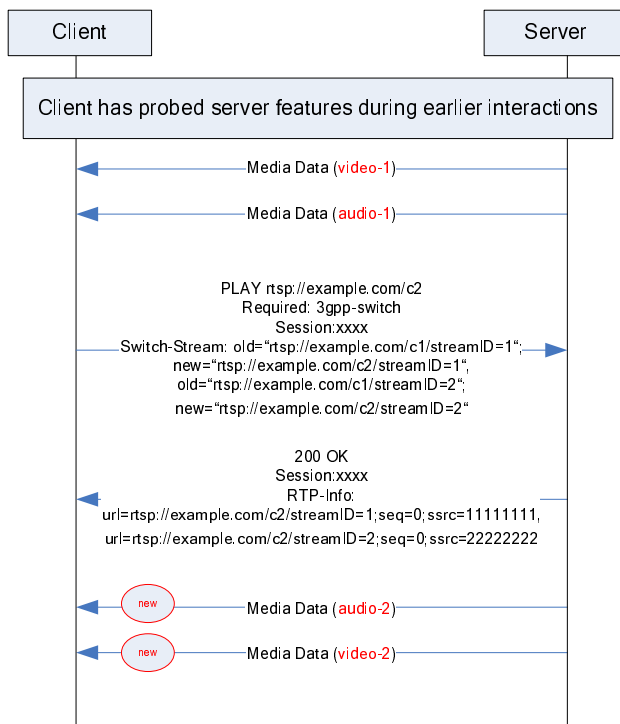 Client
Server
Client has probed server features during earlier interactions
Media Data (video-1)
Media Data (audio-1)
PLAY rtsp://example.com/c2
Required: 3gpp-switch
Session:xxxx
Switch-Stream: old=“rtsp://example.com/c1/streamID=1“;
new=“rtsp://example.com/c2/streamID=1“,
old=“rtsp://example.com/c1/streamID=2“;
new=“rtsp://example.com/c2/streamID=2“
200 OK
Session:xxxx
RTP-Info:
url=rtsp://example.com/c2/streamID=1;seq=0;ssrc=11111111,
url=rtsp://example.com/c2/streamID=2;seq=0;ssrc=22222222
new
Media Data (audio-2)
new
Media Data (video-2)